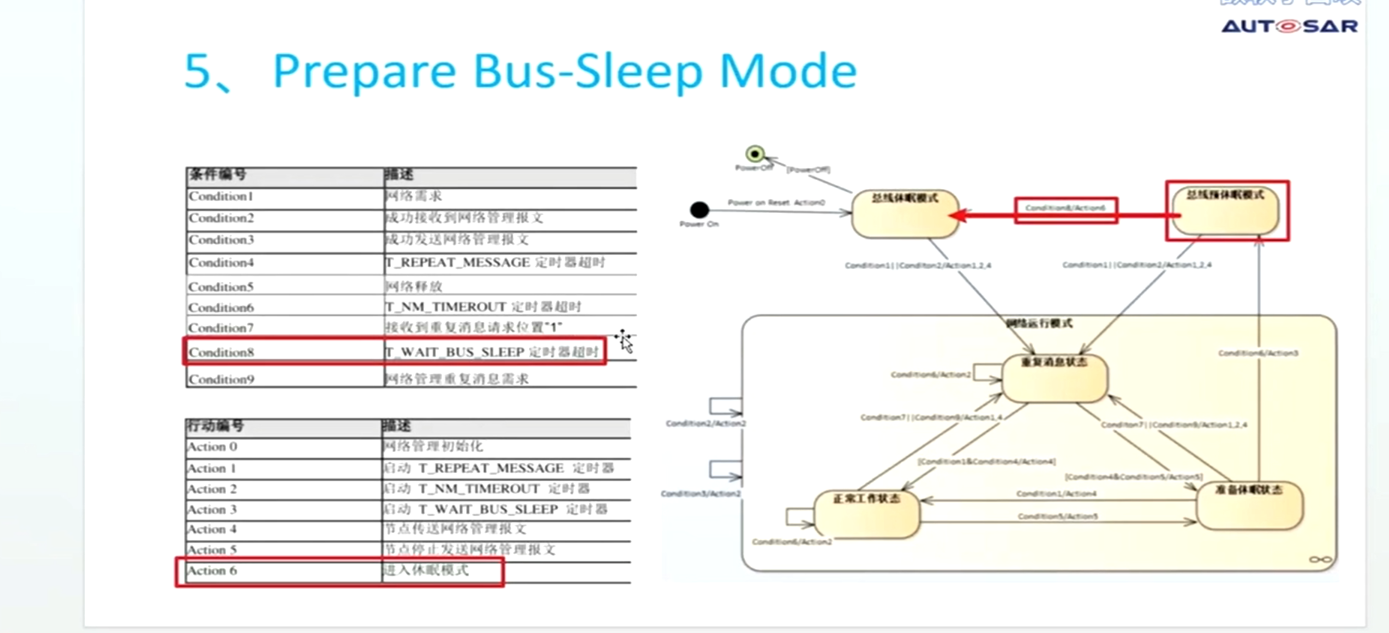 AUTOSAR
5、 Prepare Bus-Sleep Mode
条件编号 描述
Condition1 网络需求
Condition2 成功接收到网络管理报文
Condition3 成功发送网络管理报文
Condition4 T_REPEAT_MESSAGE 定时器超时
Condition5 网络释放
Condition6 T_NM_TIMEROUT 定时器超时
Condition7 接收到重复消息请求位置“1”
Condition8 T_WAIT_BUS_SLEEP 定时器超时
Condition9 网络管理重复消息需求
行动编号 描述
Action 0 网络管理初始化
Action 1 启动 T_REPEAT_MESSAGE 定时器
Action 2 启动 T_NM_TIMEROUT 定时器
Action 3 启动 T_WAIT_BUS_SLEEP 定时器
Action 4 节点传送网络管理报文
Action 5 节点停止发送网络管理报文
Action 6 进入休眠模式
PowerOff
[PowerOff]
Power On
Power on Reset Action0
总线休眠模式
Condition8/Action6
总线预休眠模式
Condition1||Conditon2/Action1,2,4
Condition1||Condition2/Action1,2,4
网络运行模式
重复消息状态
Condition6/Action2
Condition6/Action3
Condition2/Action2
Condition7||Condition9/Action1,4
Conditon7||Condition9/Action1,2,4
[Condition1&Condition4/Action4]
[Condition4&Condition5/Action5]
Condition3/Action2
正常工作状态
Condition1/Action4
准备休眠状态
Condition5/Action5
Condition6/Action2